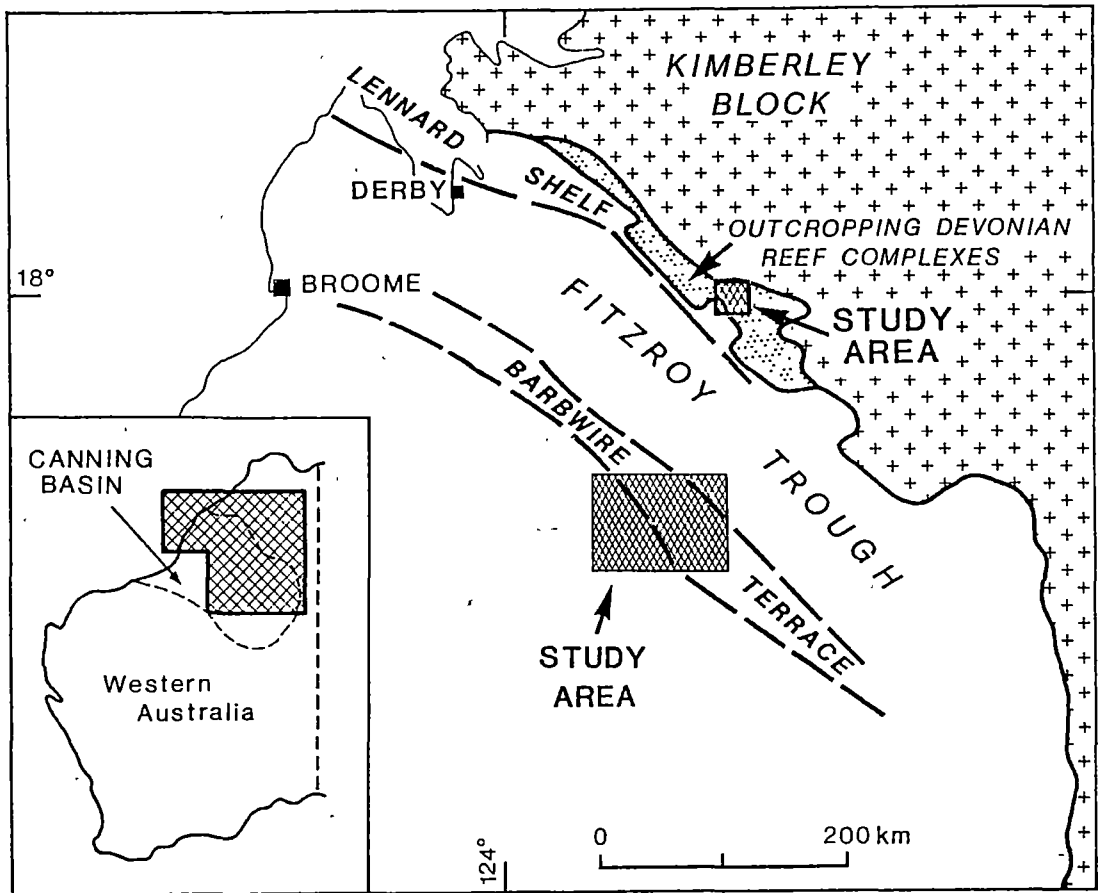 KIMBERLEY
BLOCK
LENNARD
SHELF
DERBY
OUTCROPPING DEVONIAN
REEF COMPLEXES
18°
BROOME
FITZROY
TROUGH
STUDY
AREA
BARBWIRE
TERRACE
CANNING
BASIN
Western
Australia
STUDY
AREA
0
200 km
124°